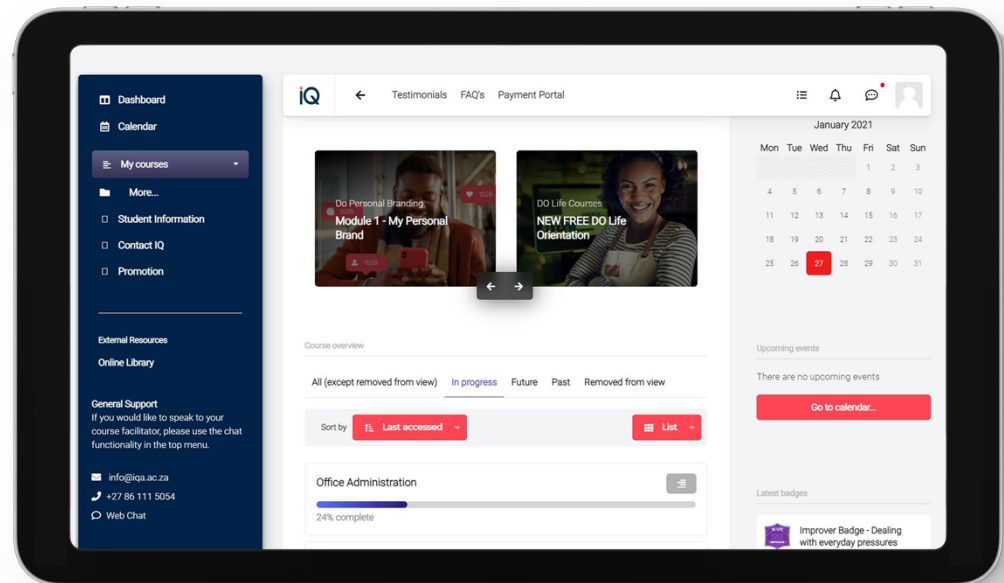 Dashboard
Calendar
My courses
More...
Student Information
Contact IQ
Promotion
External Resources
Online Library
General Support
If you would like to speak to your
course facilitator, please use the chat
functionality in the top menu.
info@iqa.ac.za
+27 86 111 5054
Web Chat
iQ
Testimonials FAQ's Payment Portal
Do Personal Branding
Module 1 - My Personal
Brand
DO Life Courses
NEW FREE DO Life
Orientation
Course overview
All (except removed from view) In progress Future Past Removed from view
Sort by Last accessed List
Office Administration
24% complete
January 2021
Mon Tue Wed Thu Fri Sat Sun
1 2 3
4 5 6 7 8 9 10
11 12 13 14 15 16 17
18 19 20 21 22 23 24
25 26 27 28 29 30 31
Upcoming events
There are no upcoming events
Go to calendar...
Latest badges
Improver Badge - Dealing
with everyday pressures